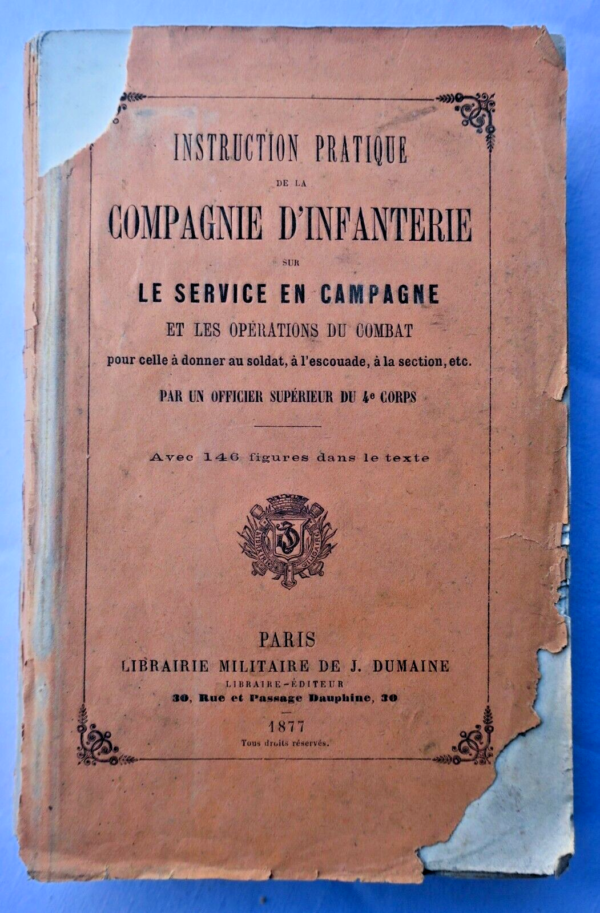 INSTRUCTION PRATIQUE
DE LA
COMPAGNIE D'INFANTERIE
SUR
LE SERVICE EN CAMPAGNE
ET LES OPÉRATIONS DU COMBAT
pour celle à donner au soldat, à l'escouade, à la section, etc.
PAR UN OFFICIER SUPÉRIEUR DU 4e CORPS
Avec 146 figures dans le texte
JD
PARIS
LIBRAIRIE MILITAIRE DE J. DUMAINE
LIBRAIRE-ÉDITEUR
30, Rue et Passage Dauphine, 30
1877
Tous droits réservés.